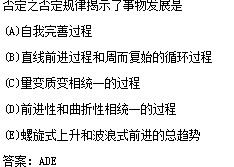 否定之否定规律揭示了事物发展是
(A)自我完善过程
(B)直线前进过程和周而复始的循环过程
(C)量变质变相统一的过程
(D)前进性和曲折性相统一的过程
(E)螺旋式上升和波浪式前进的总趋势
答案: ADE